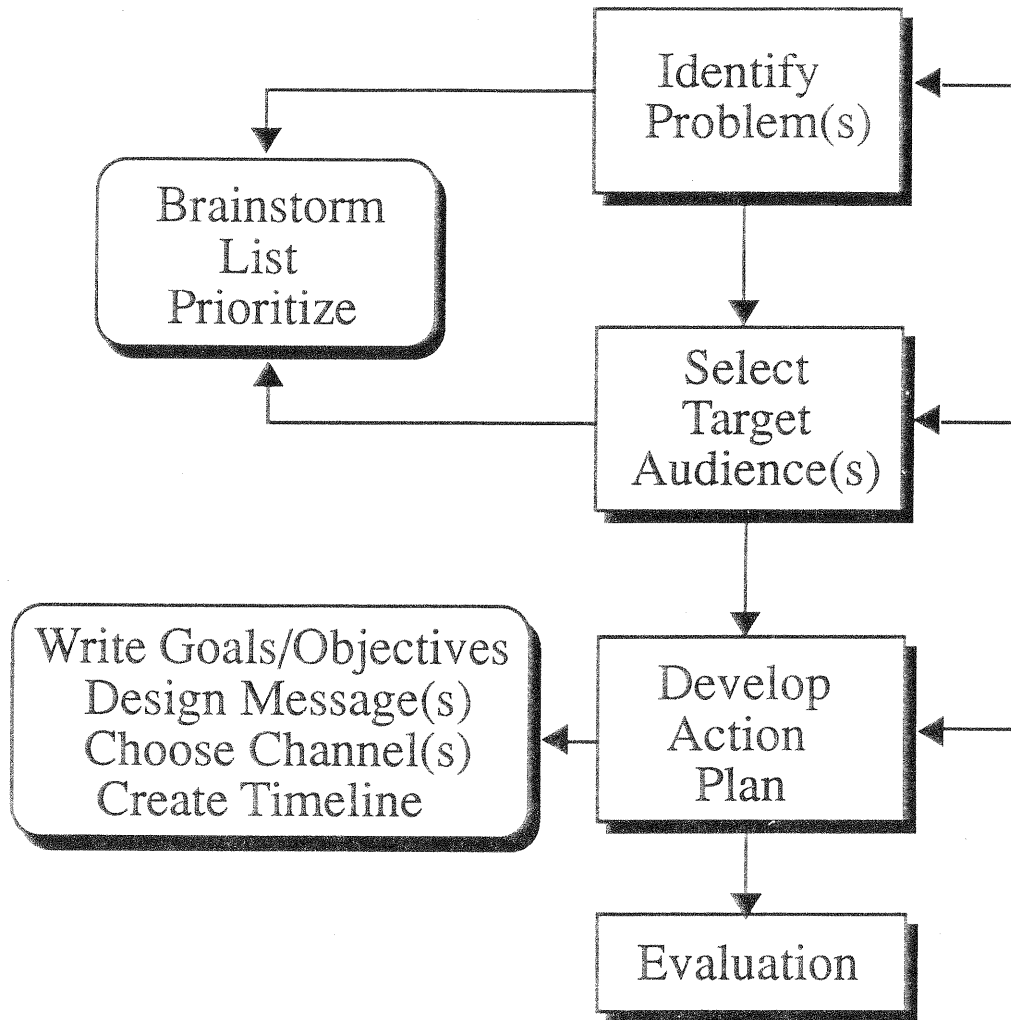 Identify
Problem(s)
Brainstorm
List
Prioritize
Select
Target
Audience(s)
Write Goals/Objectives
Design Message(s)
Choose Channel(s)
Create Timeline
Develop
Action
Plan
Evaluation